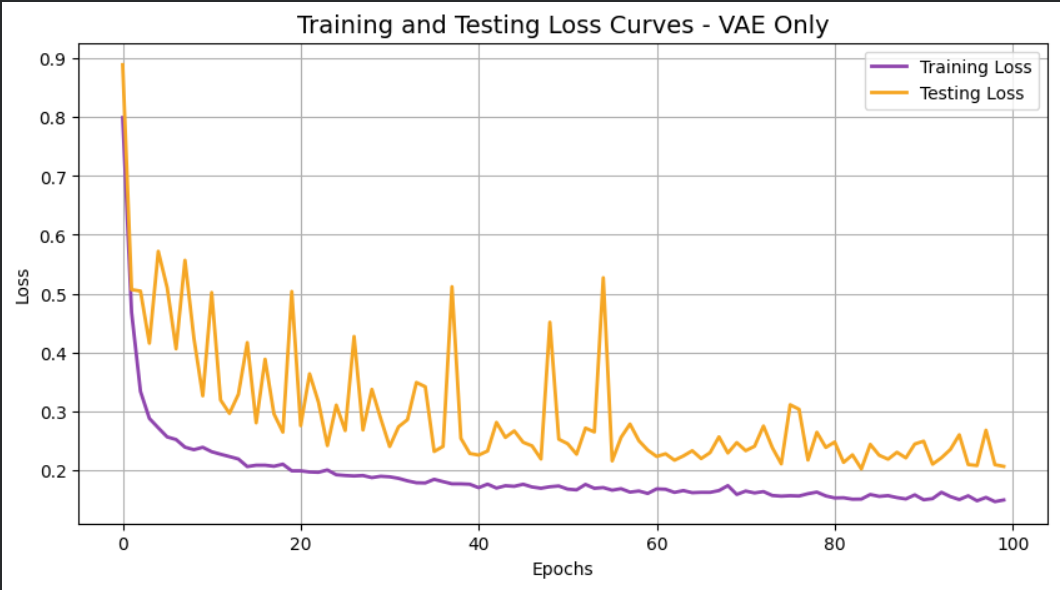 Training and Testing Loss Curves - VAE Only
Training Loss
Testing Loss
0.9
0.8
0.7
0.6
0.5
0.4
0.3
0.2
Loss
0 20 40 60 80 100
Epochs